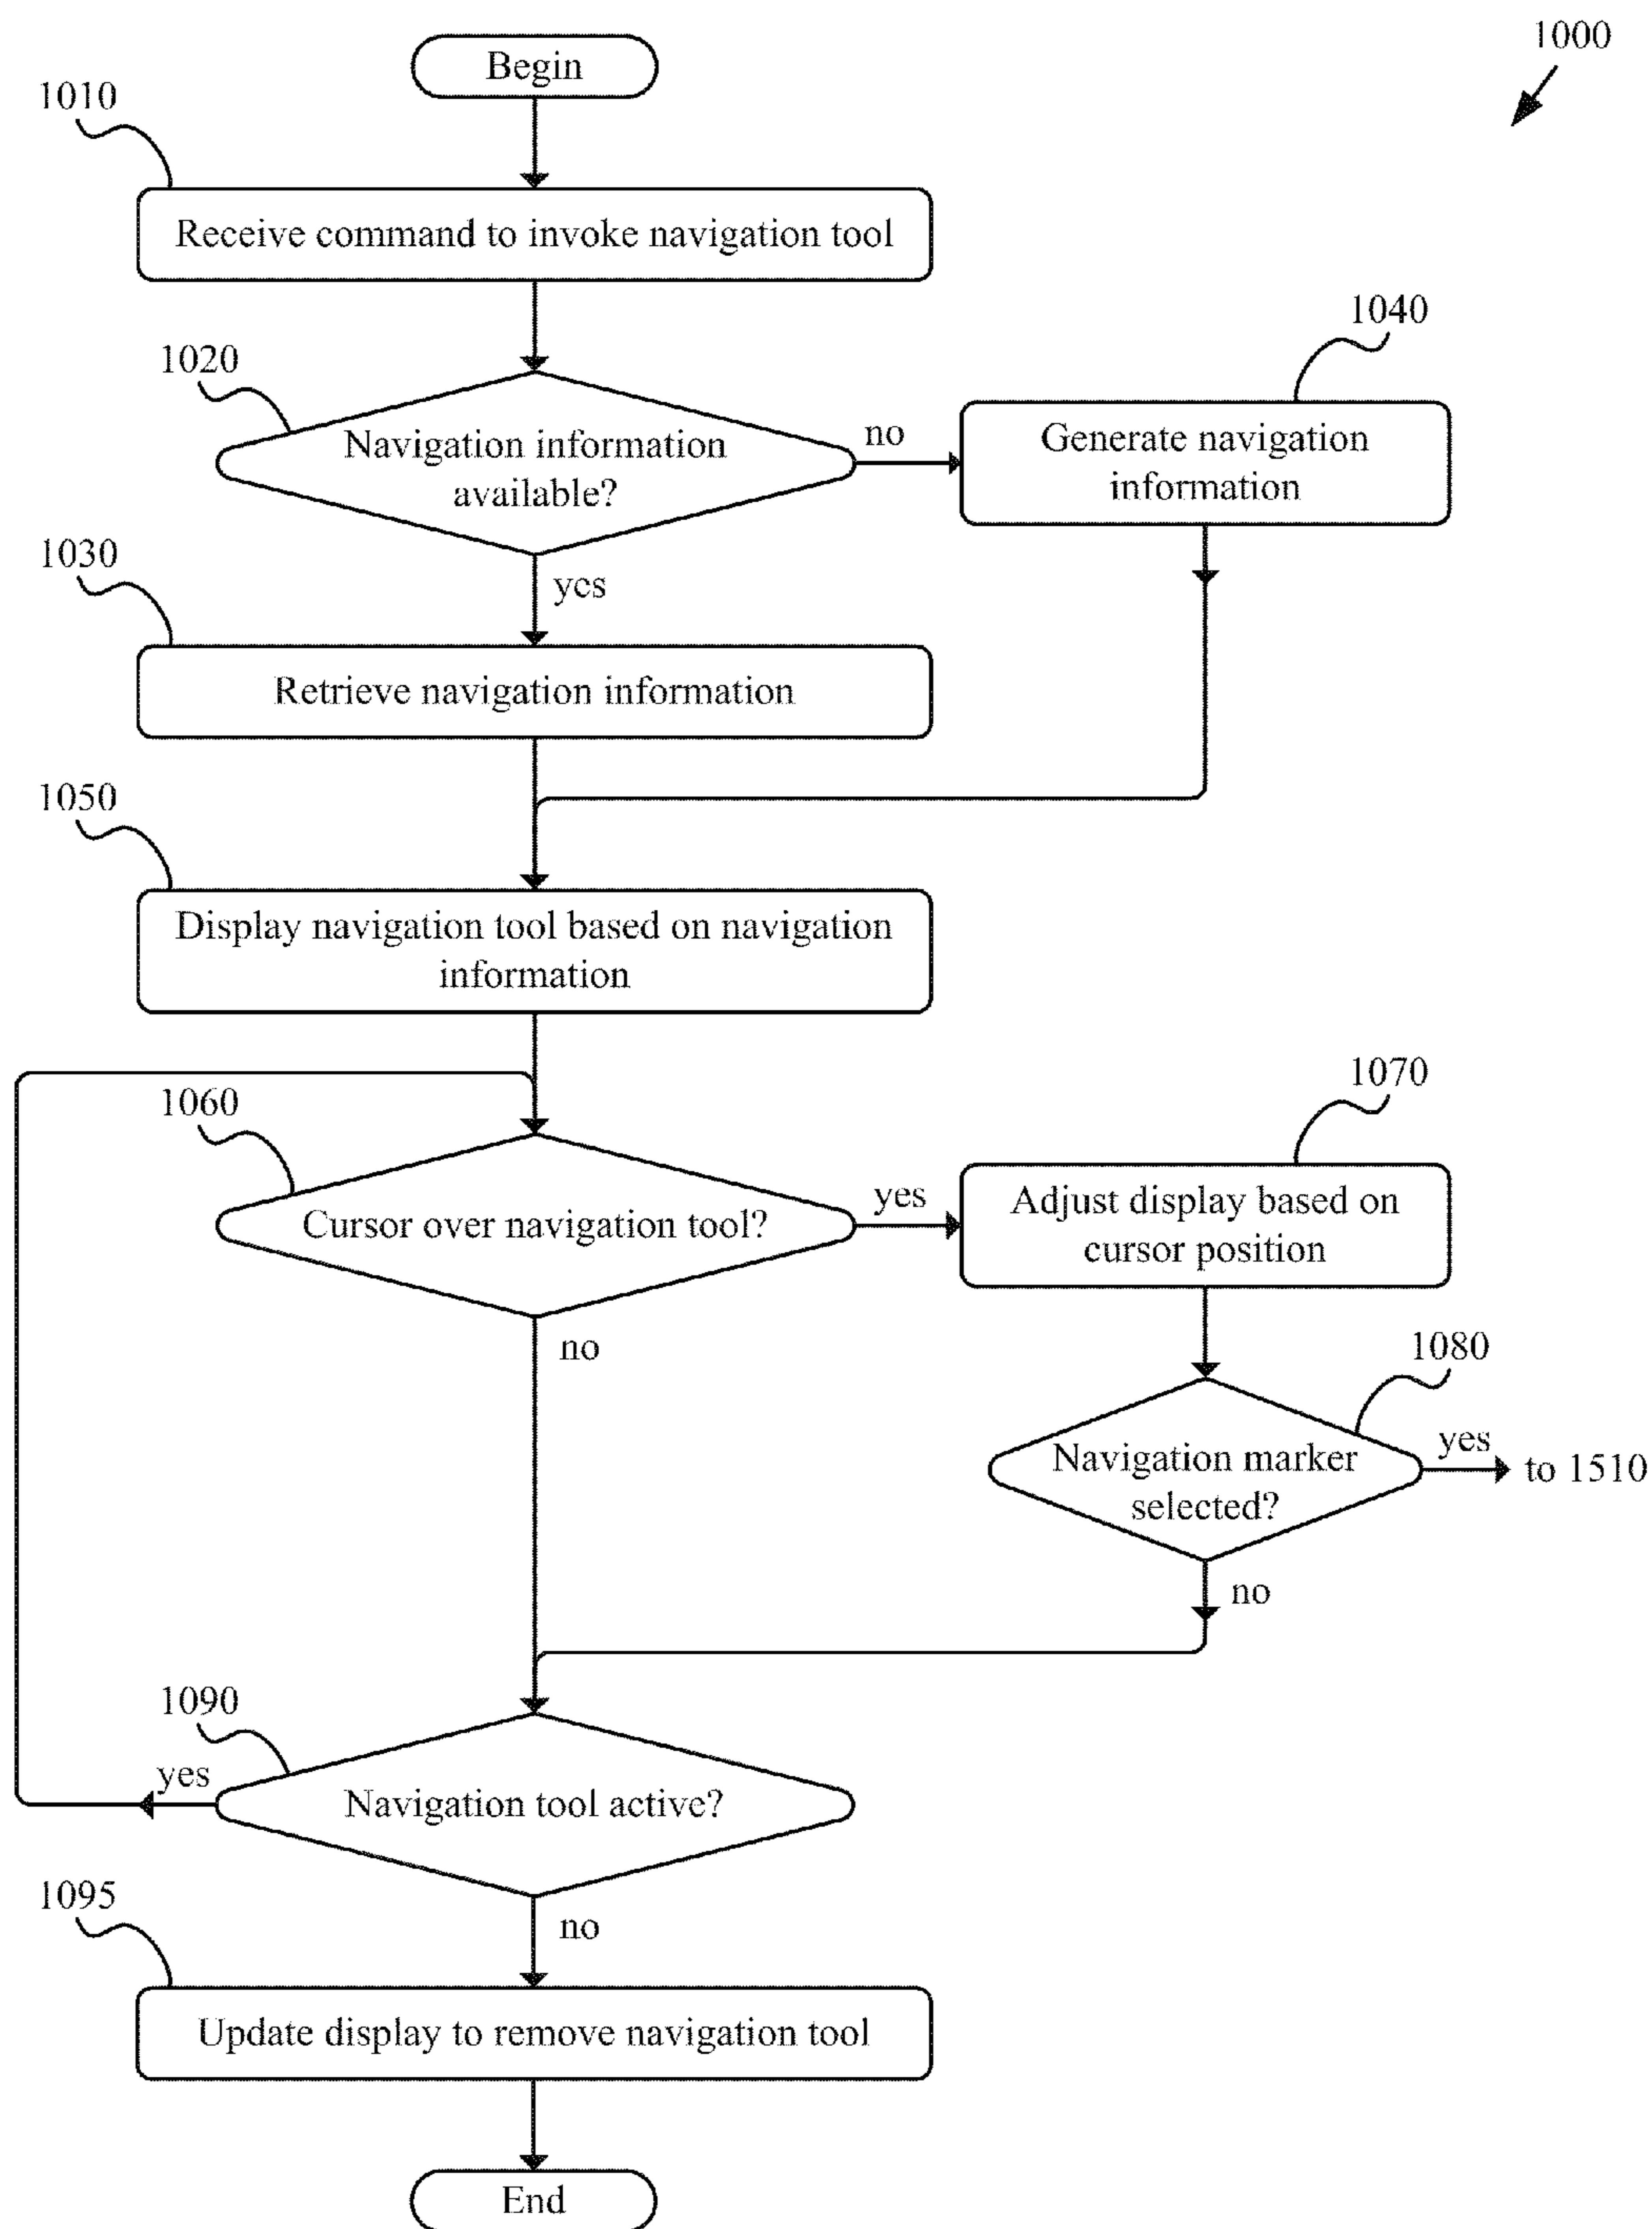 1000
Begin
1010
Receive command to invoke navigation tool
1020
Navigation information
available?
no
1040
Generate navigation
information
yes
1030
Retrieve navigation information
1050
Display navigation tool based on navigation
information
1060
Cursor over navigation tool?
yes
1070
Adjust display based on
cursor position
no
1080
Navigation marker
selected?
yes
to 1510
no
1090
yes
Navigation tool active?
no
1095
Update display to remove navigation tool
End